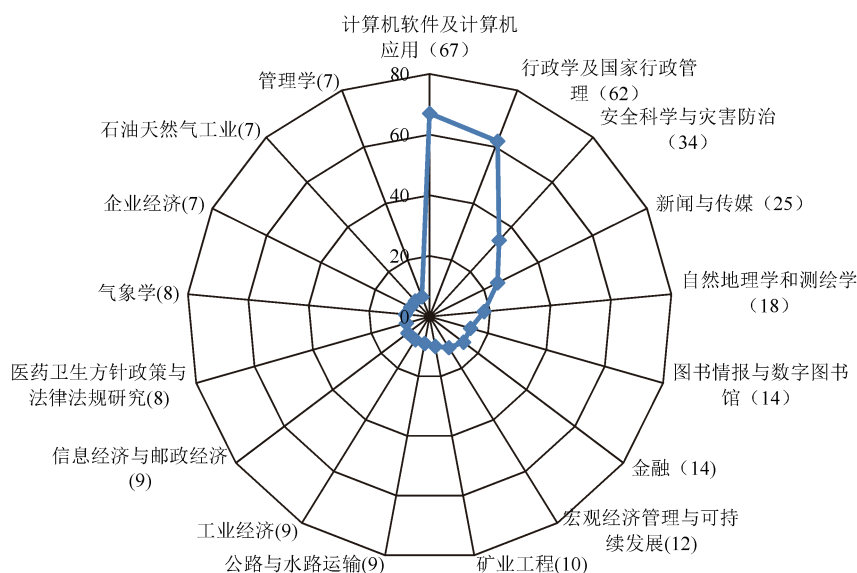 计算机软件及计算机
应用（67）
行政学及国家行政管
理（62）
安全科学与灾害防治
（34）
新闻与传媒（25）
自然地理学和测绘学
（18）
图书情报与数字图书
馆（14）
金融（14）
宏观经济管理与可持
续发展(12)
矿业工程(10)
公路与水路运输(9)
工业经济(9)
信息经济与邮政经济
(9)
医药卫生方针政策与
法律法规研究(8)
气象学(8)
企业经济(7)
石油天然气工业(7)
管理学(7)
80
60
40
20
0